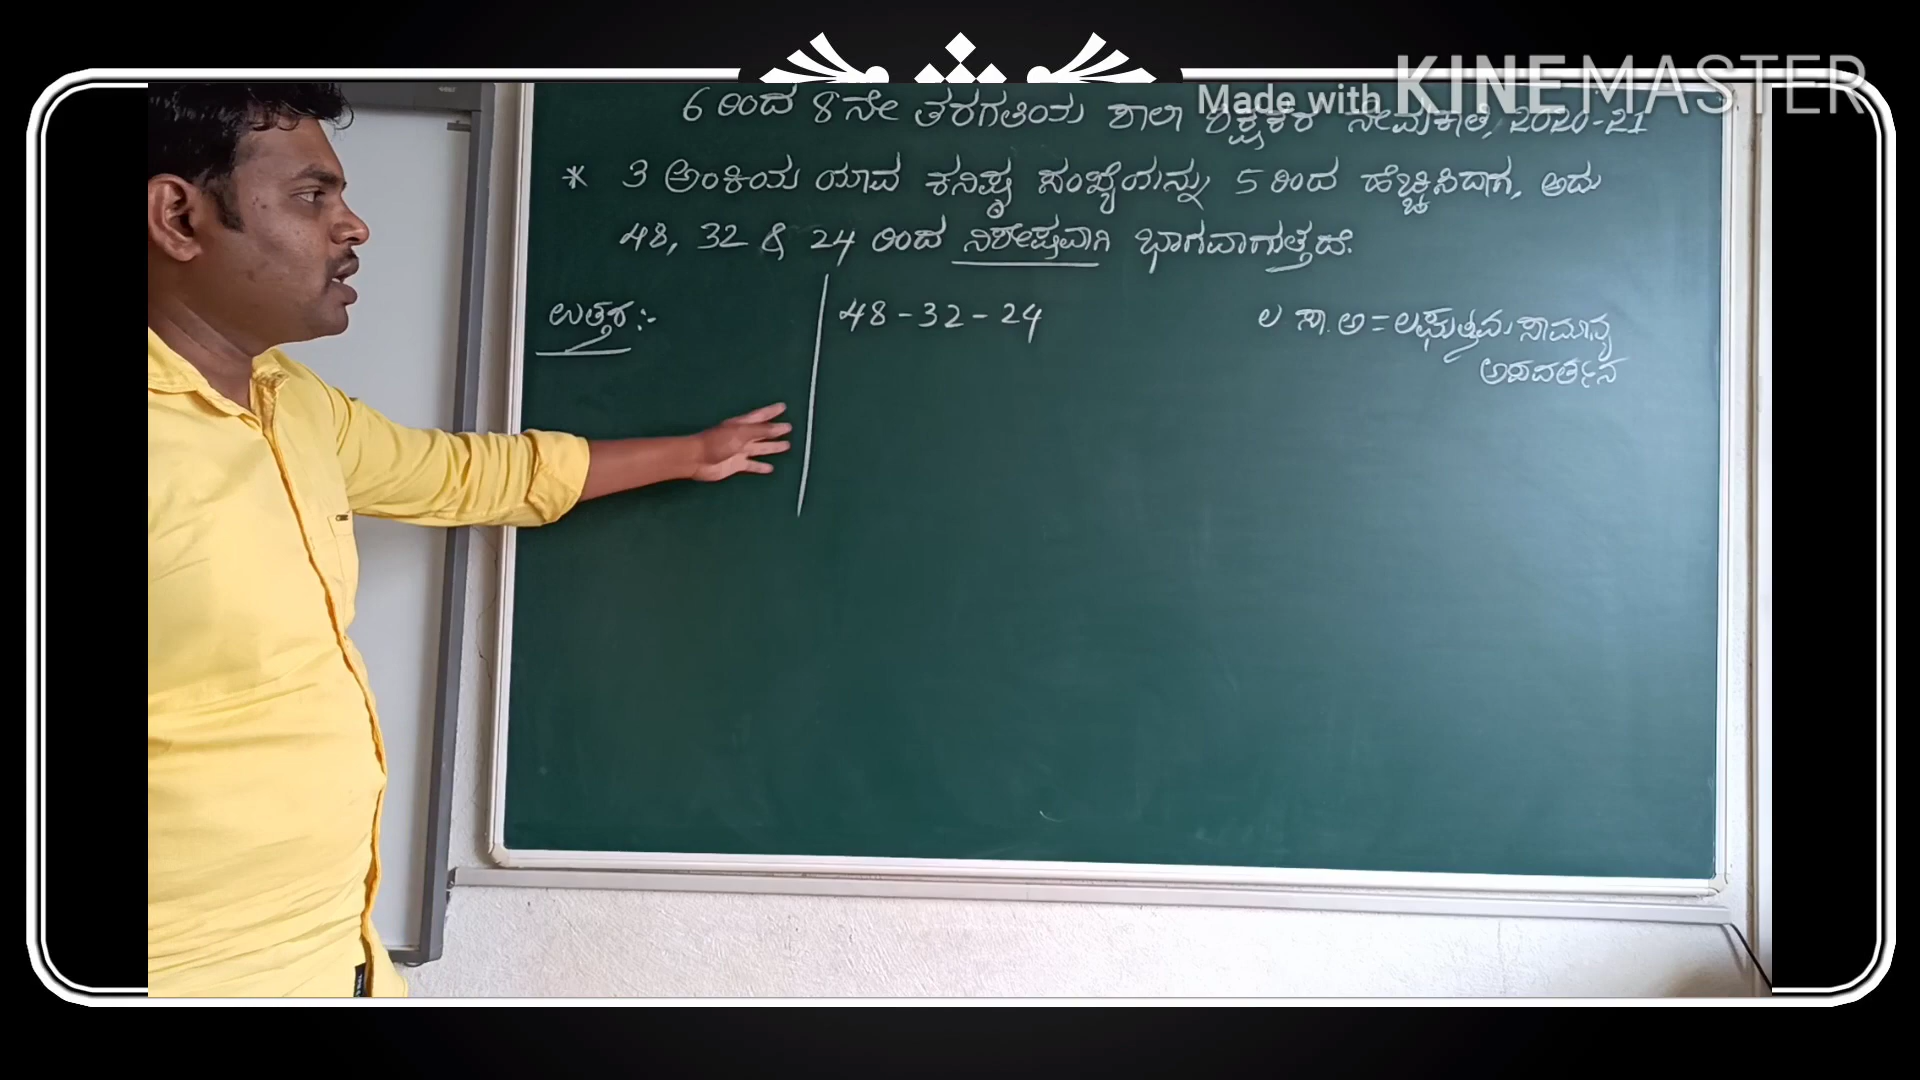 Made with KINEMASTER
6 ರಿಂದ 8ನೇ ತರಗತಿಯ ಶಾಲಾ ಶಿಕ್ಷಕರ ನೇಮಕಾತಿ, 2020-21
* 3 ಅಂಕಿಯ ಯಾವ ಕನಿಷ್ಠ ಸಂಖ್ಯೆಯನ್ನು 5 ರಿಂದ ಹೆಚ್ಚಿಸಿದಾಗ, ಅದು
48, 32 & 24 ರಿಂದ ನಿಶೇಷವಾಗಿ ಭಾಗವಾಗುತ್ತದೆ.
ಉತ್ತರ:- 48-32-24 ಲ ಸಾ.ಅ = ಲಘುತ್ತಮ ಸಾಮಾನ್ಯ
ಅಪವರ್ತನ